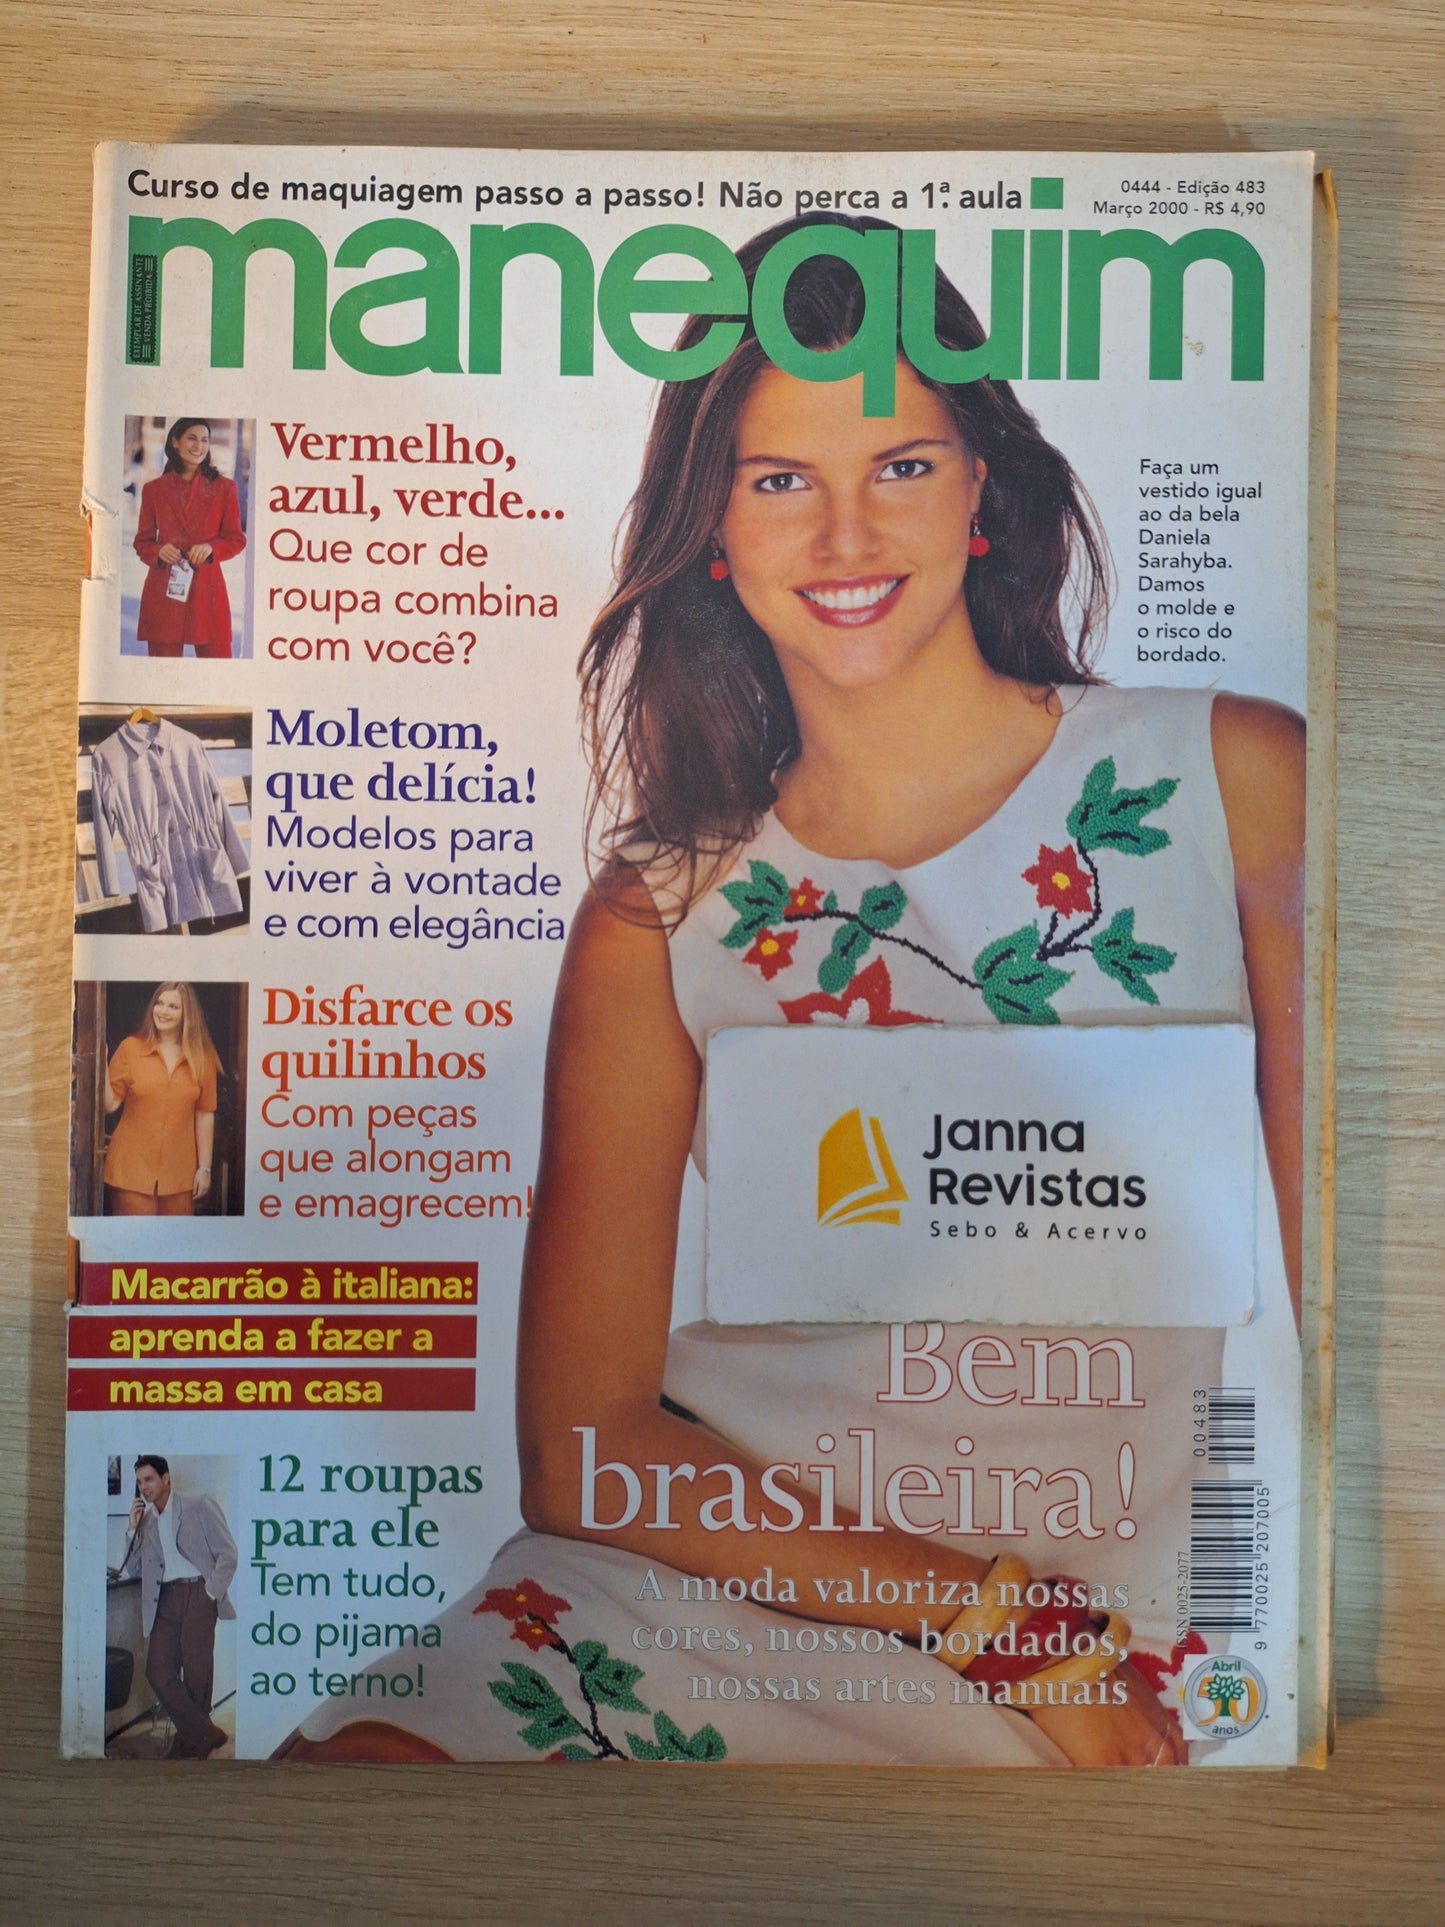 Curso de maquiagem passo a passo! Não perca a 1ª. aula
0444 - Edição 483
Março 2000 - R$ 4,90
manequim
EXEMPLAR DE ASSINANTE
VENDA PROIBIDA
Vermelho,
azul, verde...
Que cor de
roupa combina
com você?
Faça um
vestido igual
ao da bela
Daniela
Sarahyba.
Damos
o molde e
o risco do
bordado.
Moletom,
que delícia!
Modelos para
viver à vontade
e com elegância
Disfarce os
quilinhos
Com peças
que alongam
e emagrecem!
Janna
Revistas
Sebo & Acervo
Macarrão à italiana:
aprenda a fazer a
massa em casa
Bem
brasileira!
A moda valoriza nossas
cores, nossos bordados,
nossas artes manuais
12 roupas
para ele
Tem tudo,
do pijama
ao terno!
00483
ISSN 0025-2077
9 770025 207005
Abril
50
anos